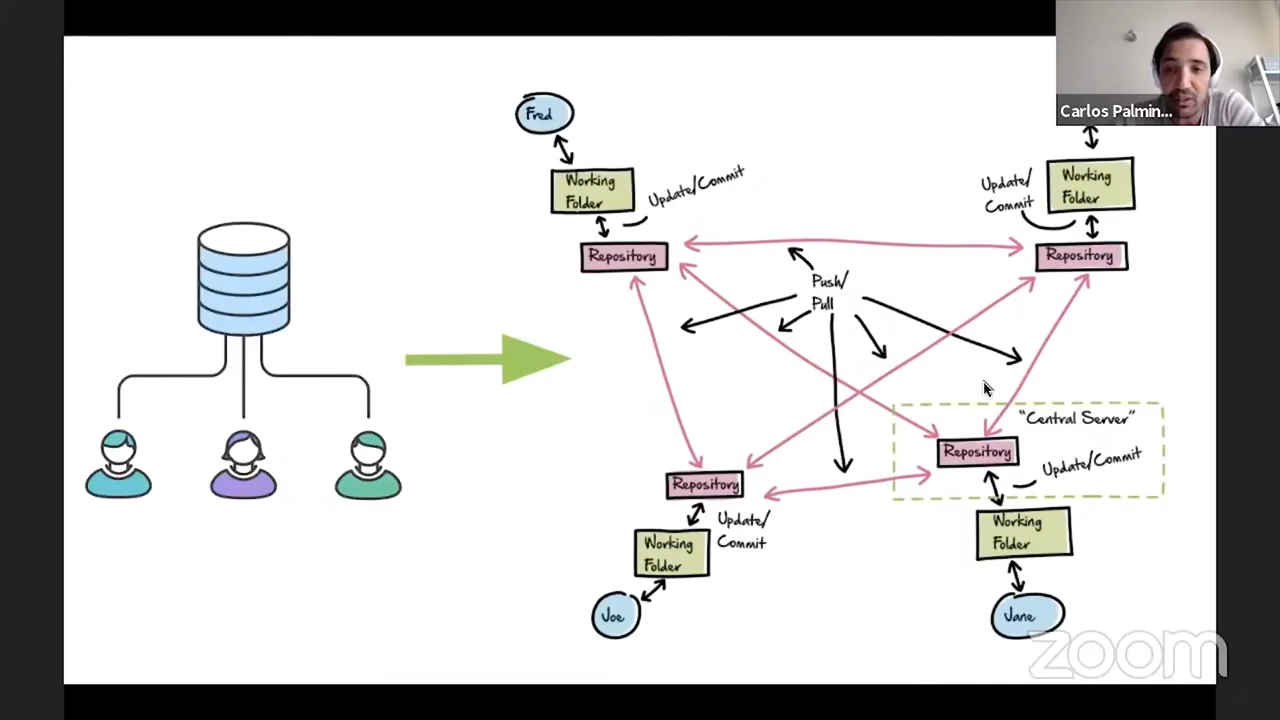 Carlos Palmin...
Fred
Working
Folder
Update/Commit
Repository
Update/
Commit
Working
Folder
Repository
Push/
Pull
"Central Server"
Repository
Update/Commit
Repository
Update/
Commit
Working
Folder
Joe
Working
Folder
Jane
zoom